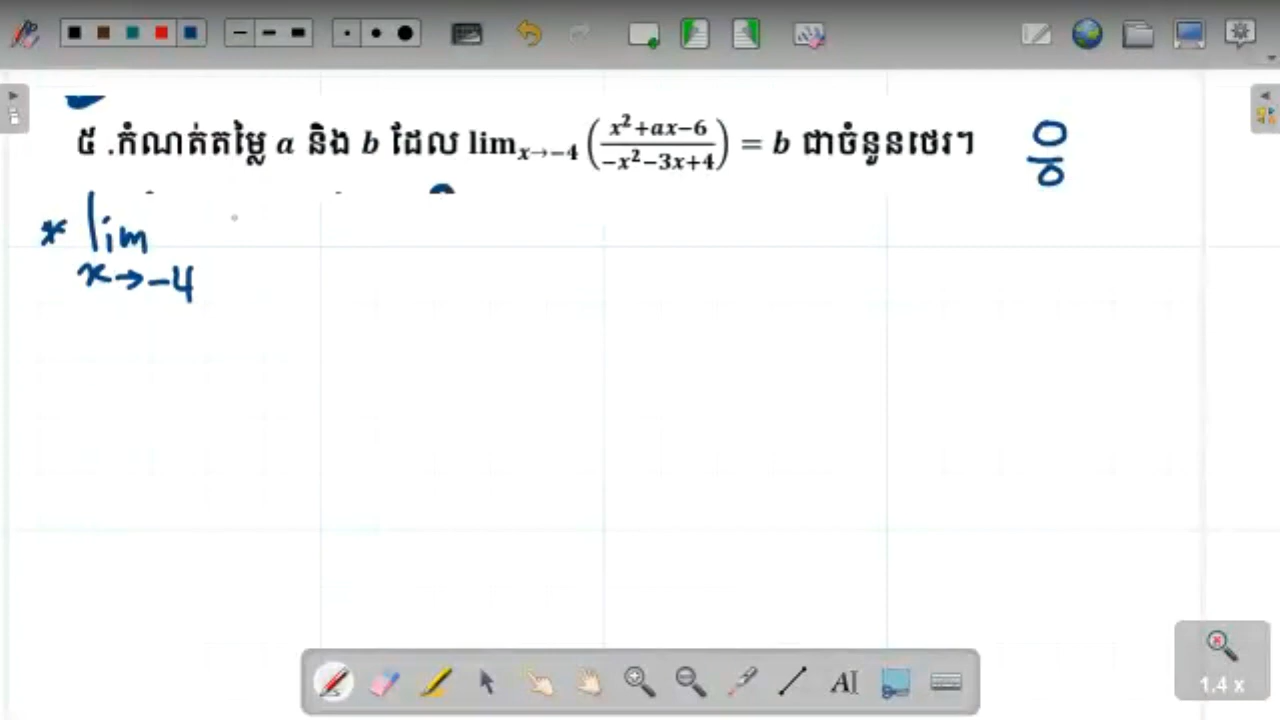 ៥ .កំណត់តម្លៃ a និង b ដែល lim x→−4 (x²+ax−6 / −x²−3x+4) = b ជាចំនួនថេរ។
0/0
* lim
x→−4
1.4 x